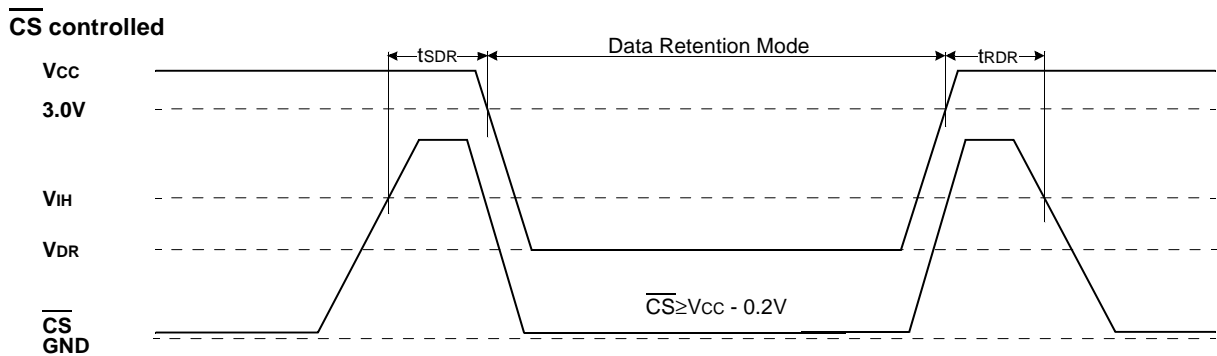 CS controlled
tSDR
Data Retention Mode
tRDR
VCC
3.0V
VIH
VDR
CS≥VCC - 0.2V
CS
GND